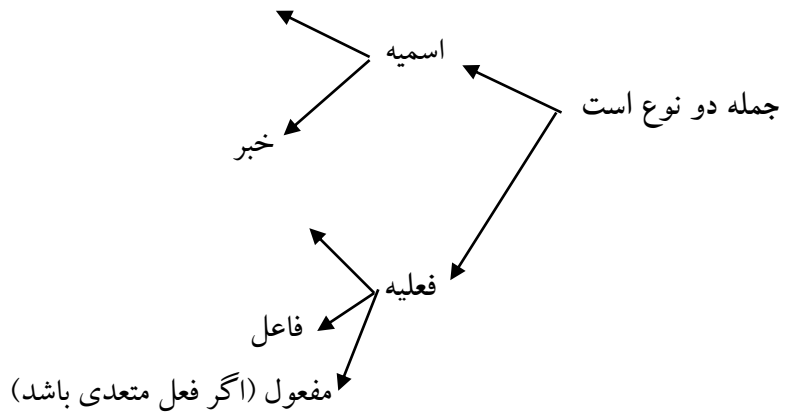 جمله دو نوع است
اسمیه
خبر
فعلیه
فاعل
مفعول (اگر فعل متعدی باشد)